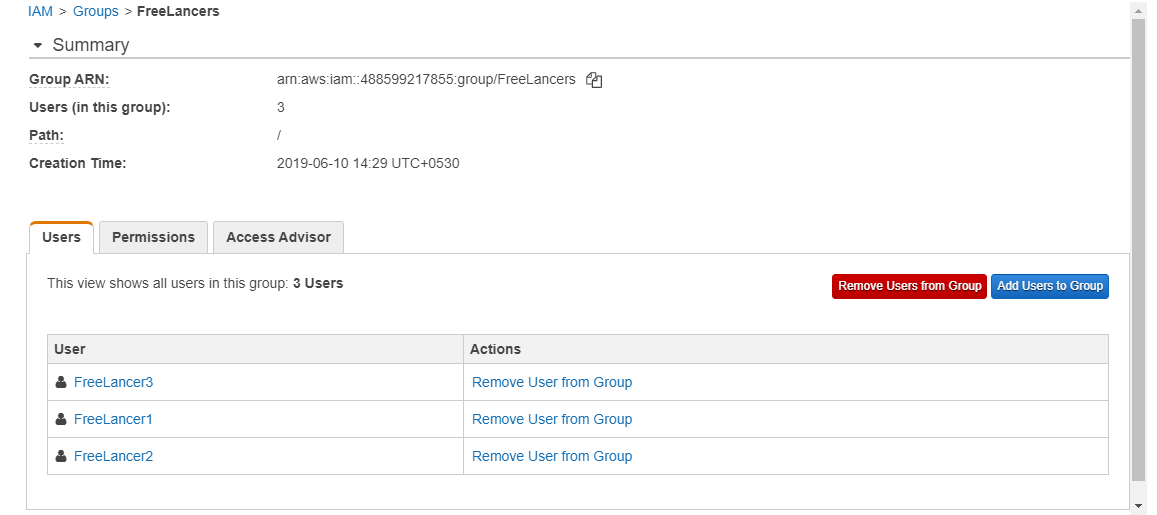 IAM > Groups > FreeLancers
Summary
Group ARN: arn:aws:iam::488599217855:group/FreeLancers
Users (in this group): 3
Path: /
Creation Time: 2019-06-10 14:29 UTC+0530
Users Permissions Access Advisor
This view shows all users in this group: 3 Users Remove Users from Group Add Users to Group
User Actions
FreeLancer3 Remove User from Group
FreeLancer1 Remove User from Group
FreeLancer2 Remove User from Group